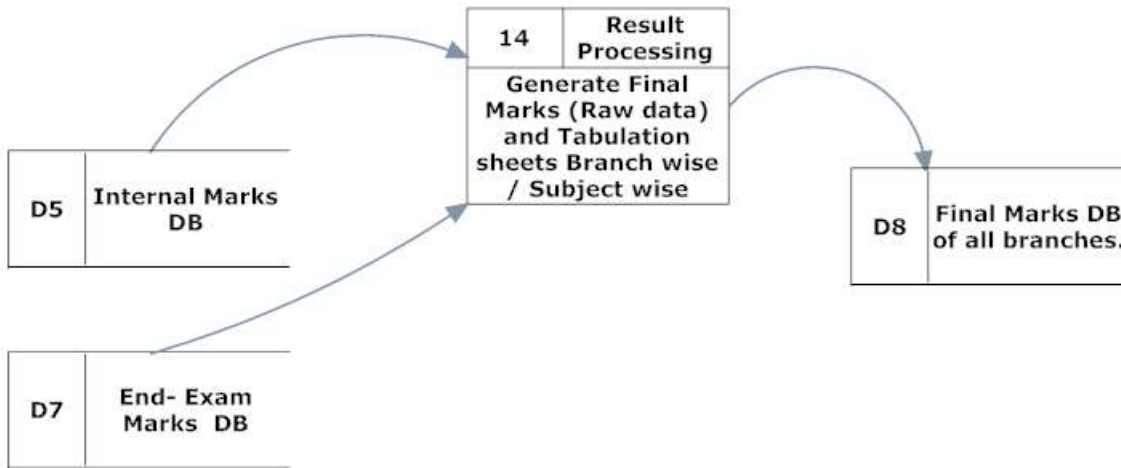 14
Result
Processing
Generate Final
Marks (Raw data)
and Tabulation
sheets Branch wise
/ Subject wise
D5
Internal Marks
DB
D8
Final Marks DB
of all branches.
D7
End- Exam
Marks DB